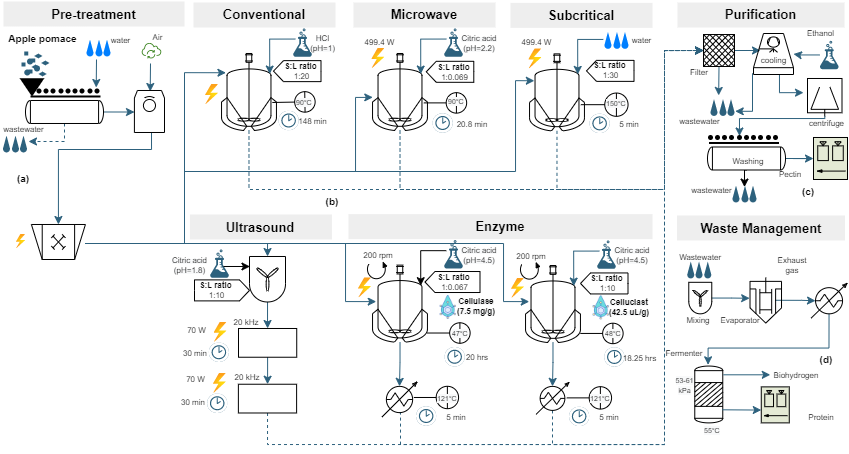 Pre-treatment
Apple pomace
water
Air
wastewater
(a)
Conventional
HCl
(pH=1)
S:L ratio
1:20
90°C
148 min
Microwave
499.4 W
Citric acid
(pH=2.2)
S:L ratio
1:0.069
90°C
20.8 min
Subcritical
499.4 W
water
S:L ratio
1:30
150°C
5 min
(b)
Purification
Filter
cooling
Ethanol
wastewater
centrifuge
Washing
Pectin
wastewater
(c)
Ultrasound
Citric acid
(pH=1.8)
S:L ratio
1:10
70 W
20 kHz
30 min
70 W
20 kHz
30 min
Enzyme
200 rpm
Citric acid
(pH=4.5)
S:L ratio
1:0.067
Cellulase
(7.5 mg/g)
47°C
20 hrs
121°C
5 min
200 rpm
Citric acid
(pH=4.5)
S:L ratio
1:10
Celluclast
(42.5 uL/g)
48°C
18.25 hrs
121°C
5 min
Waste Management
Wastewater
Exhaust
gas
Mixing
Evaporator
(d)
Fermenter
53-61
kPa
55°C
Biohydrogen
Protein